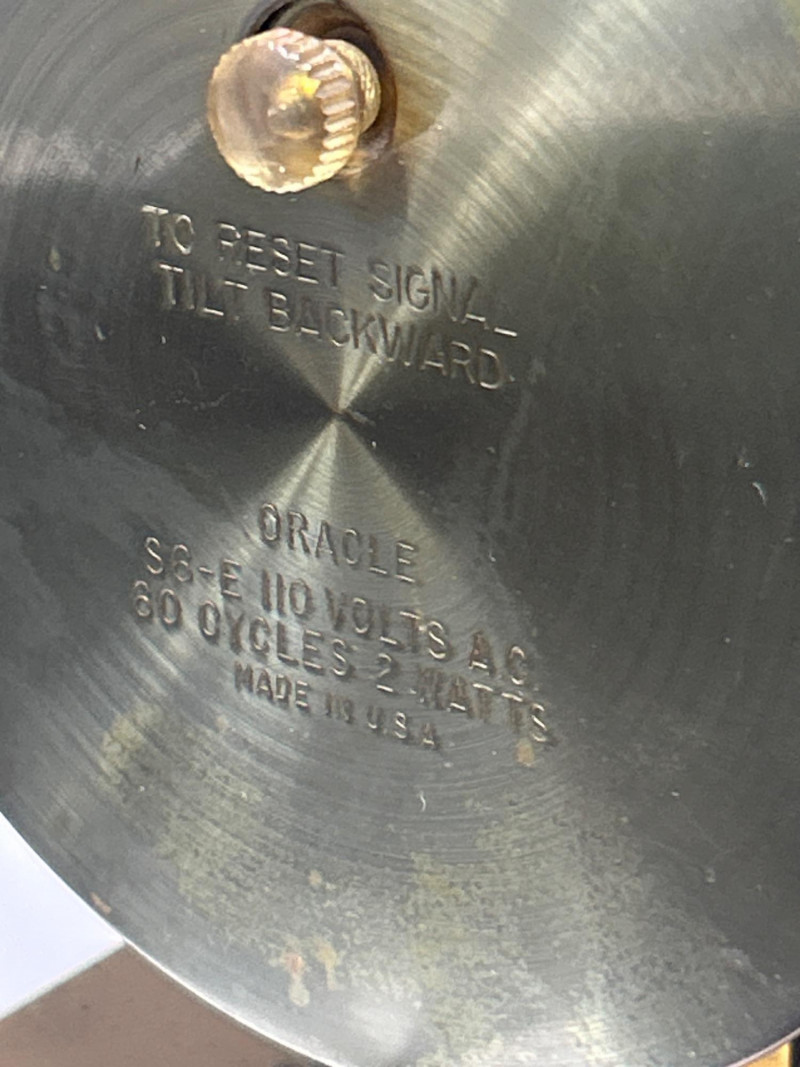 TO RESET SIGNAL
TILT BACKWARD
ORACLE
S6-E 110 VOLTS A.C.
60 CYCLES 2 WATTS
MADE IN U.S.A